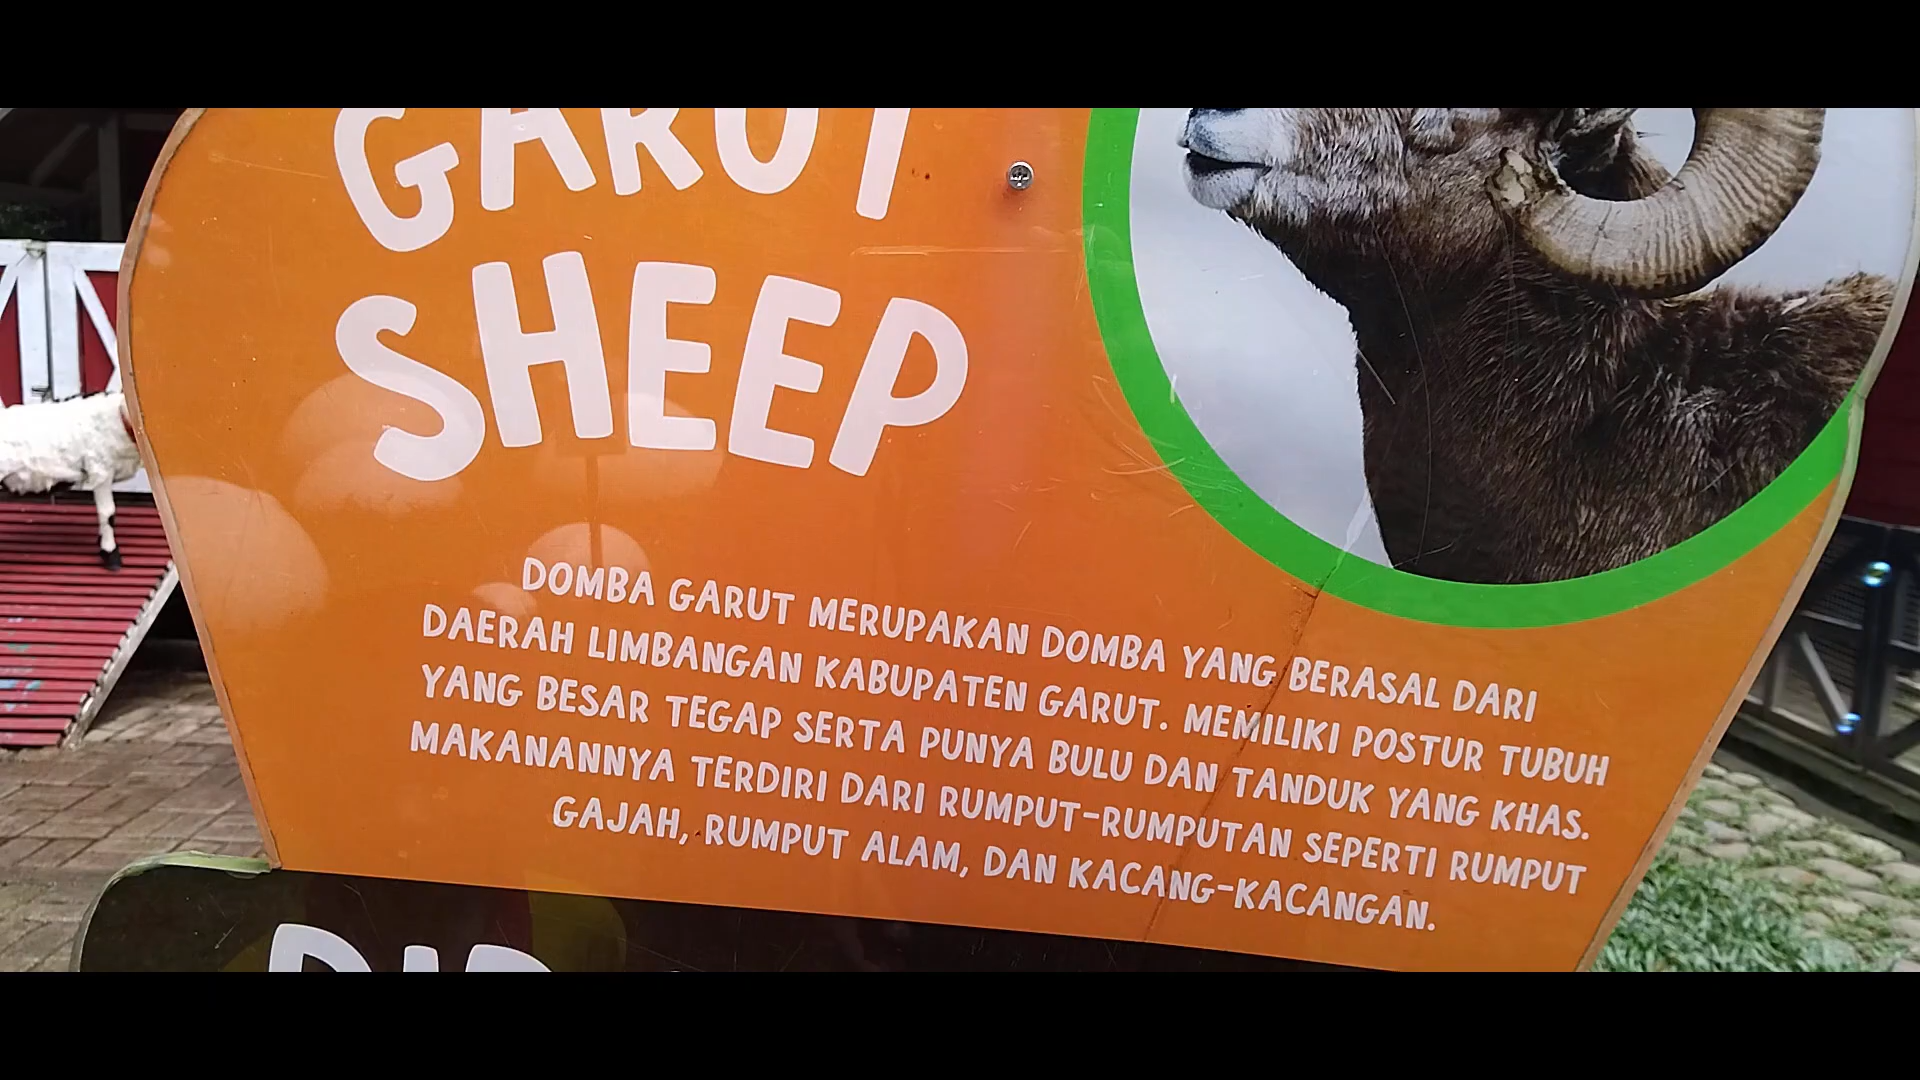 GARUT
SHEEP
DOMBA GARUT MERUPAKAN DOMBA YANG BERASAL DARI
DAERAH LIMBANGAN KABUPATEN GARUT. MEMILIKI POSTUR TUBUH
YANG BESAR TEGAP SERTA PUNYA BULU DAN TANDUK YANG KHAS.
MAKANANNYA TERDIRI DARI RUMPUT-RUMPUTAN SEPERTI RUMPUT
GAJAH, RUMPUT ALAM, DAN KACANG-KACANGAN.